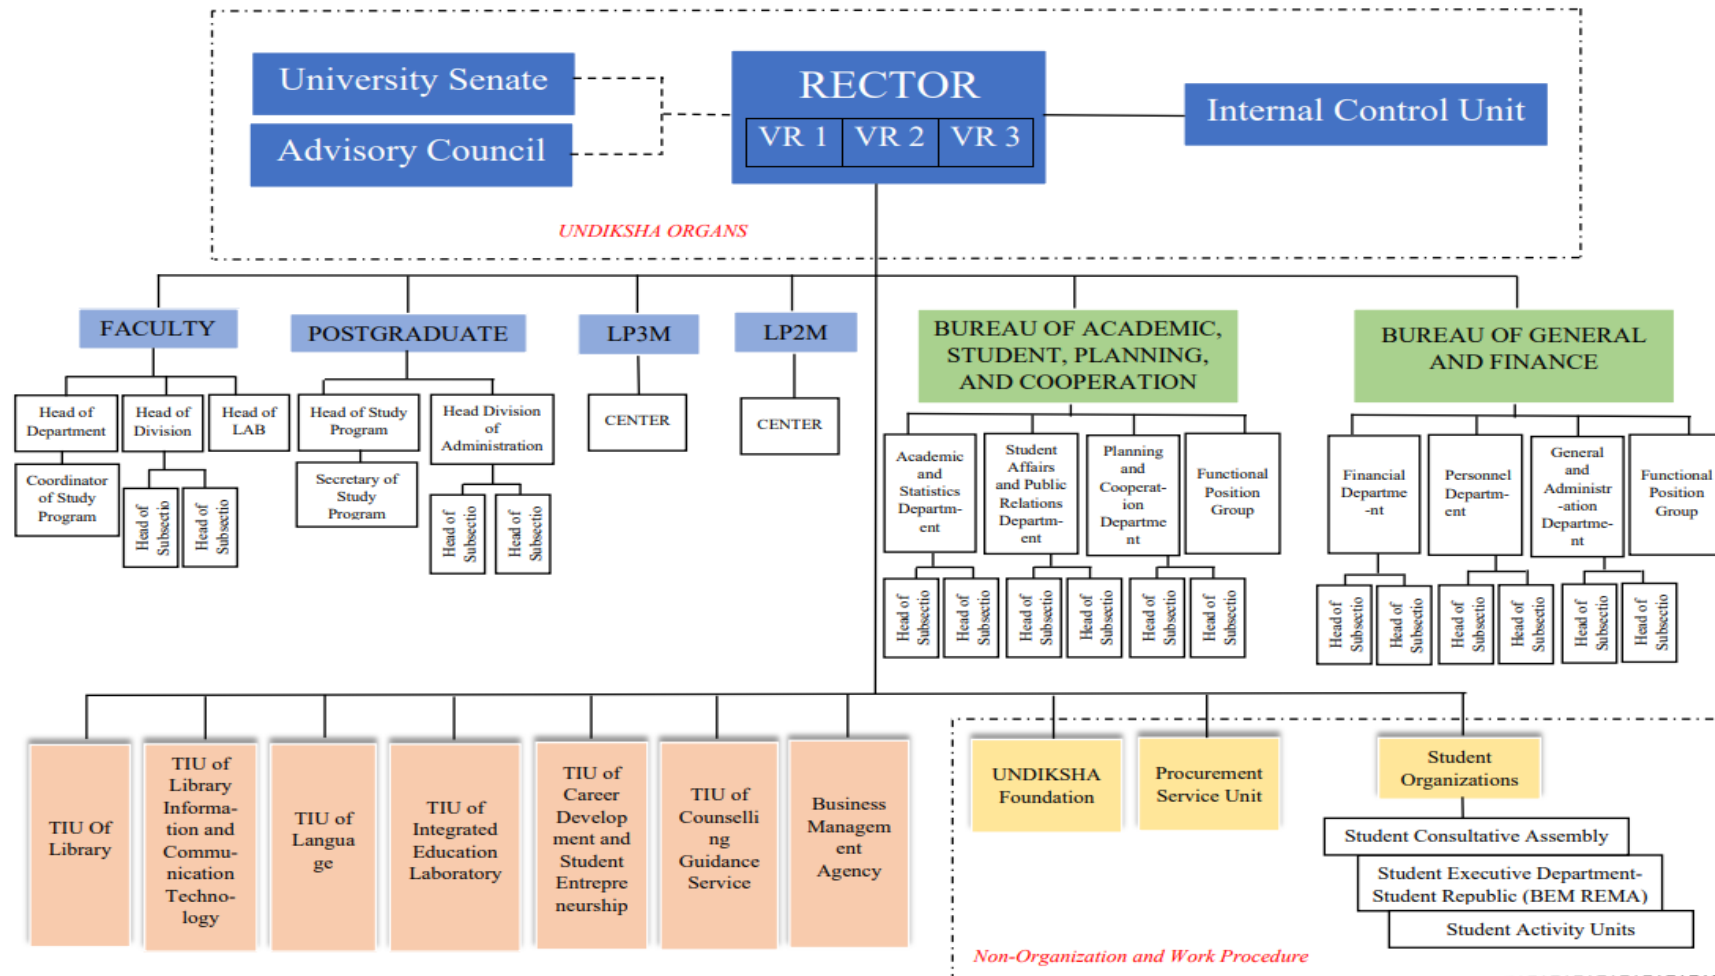 University Senate
Advisory Council
RECTOR
VR 1
VR 2
VR 3
Internal Control Unit
UNDIKSHA ORGANS
FACULTY
POSTGRADUATE
LP3M
LP2M
BUREAU OF ACADEMIC,
STUDENT, PLANNING,
AND COOPERATION
BUREAU OF GENERAL
AND FINANCE
Head of
Department
Head of
Division
Head of
LAB
Coordinator
of Study
Program
Head of
Subsectio
Head of
Subsectio
Head of Study
Program
Secretary of
Study
Program
Head Division
of
Administration
Head of
Subsectio
Head of
Subsectio
CENTER
CENTER
Academic
and
Statistics
Departm-
ent
Student
Affairs
and Public
Relations
Departm-
ent
Planning
and
Cooperat-
ion
Departme
nt
Functional
Position
Group
Head of
Subsectio
Head of
Subsectio
Head of
Subsectio
Head of
Subsectio
Head of
Subsectio
Head of
Subsectio
Financial
Departme
-nt
Personnel
Departm-
ent
General
and
Administr
-ation
Departme-
nt
Functional
Position
Group
Head of
Subsectio
Head of
Subsectio
Head of
Subsectio
Head of
Subsectio
Head of
Subsectio
Head of
Subsectio
TIU Of
Library
TIU of
Library
Informa-
tion and
Commu-
nication
Techno-
logy
TIU of
Langua
ge
TIU of
Integrated
Education
Laboratory
TIU of
Career
Develop
ment and
Student
Entrepre
neurship
TIU of
Counselli
ng
Guidance
Service
Business
Managem
ent
Agency
UNDIKSHA
Foundation
Procurement
Service Unit
Student
Organizations
Student Consultative Assembly
Student Executive Department-
Student Republic (BEM REMA)
Student Activity Units
Non-Organization and Work Procedure